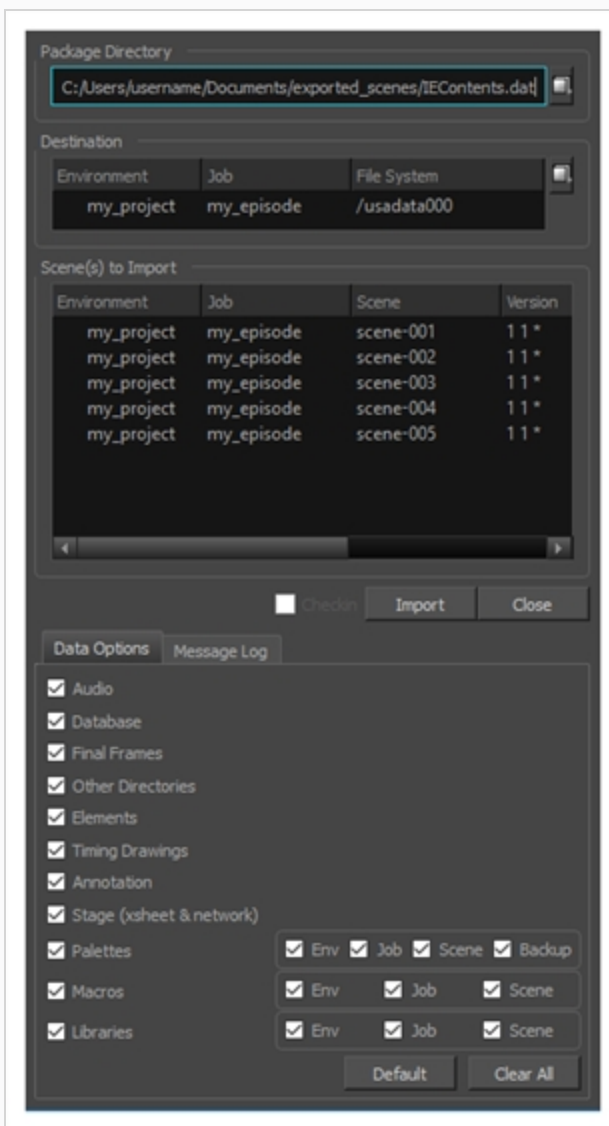 Package Directory
C:/Users/username/Documents/exported_scenes/IEContents.dat
Destination
Environment Job File System
my_project my_episode /usadata000
Scene(s) to Import
Environment Job Scene Version
my_project my_episode scene-001 1 1 *
my_project my_episode scene-002 1 1 *
my_project my_episode scene-003 1 1 *
my_project my_episode scene-004 1 1 *
my_project my_episode scene-005 1 1 *
Checkin Import Close
Data Options Message Log
Audio
Database
Final Frames
Other Directories
Elements
Timing Drawings
Annotation
Stage (xsheet & network)
Palettes Env Job Scene Backup
Macros Env Job Scene
Libraries Env Job Scene
Default Clear All